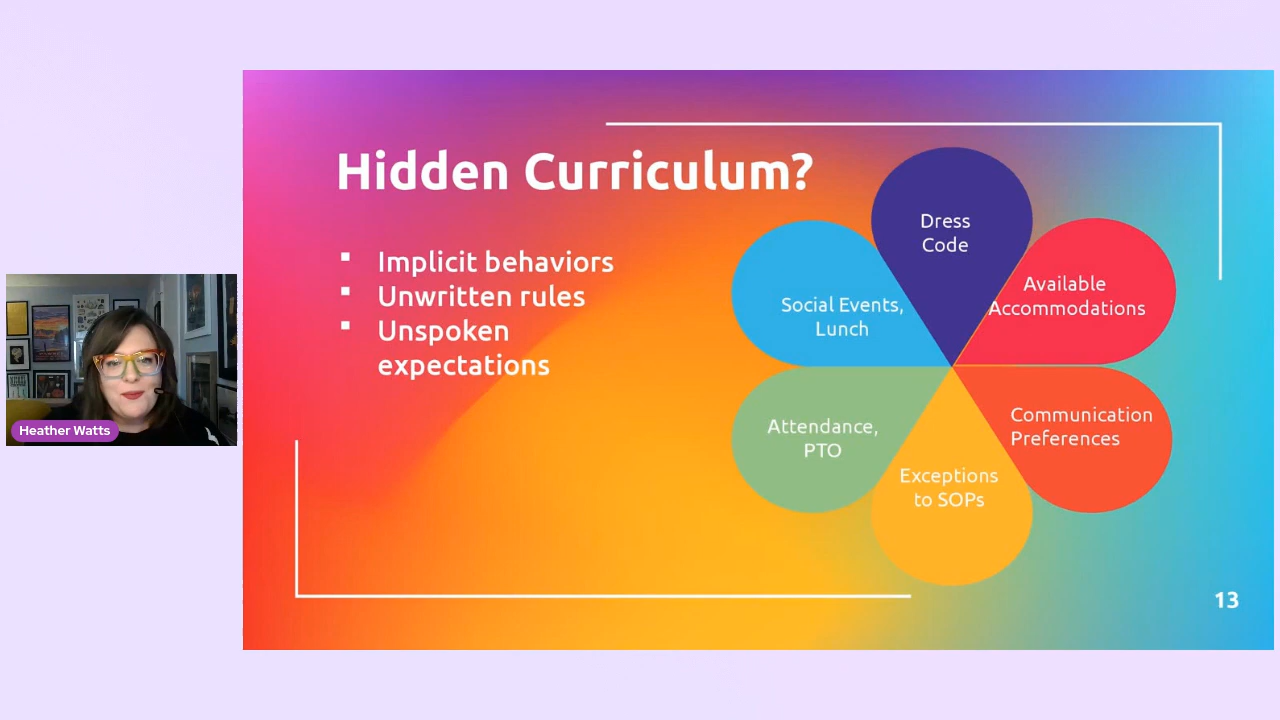 Hidden Curriculum?
Implicit behaviors
Unwritten rules
Unspoken
expectations
Dress
Code
Available
Accommodations
Communication
Preferences
Exceptions
to SOPs
Attendance,
PTO
Social Events,
Lunch
Heather Watts
13